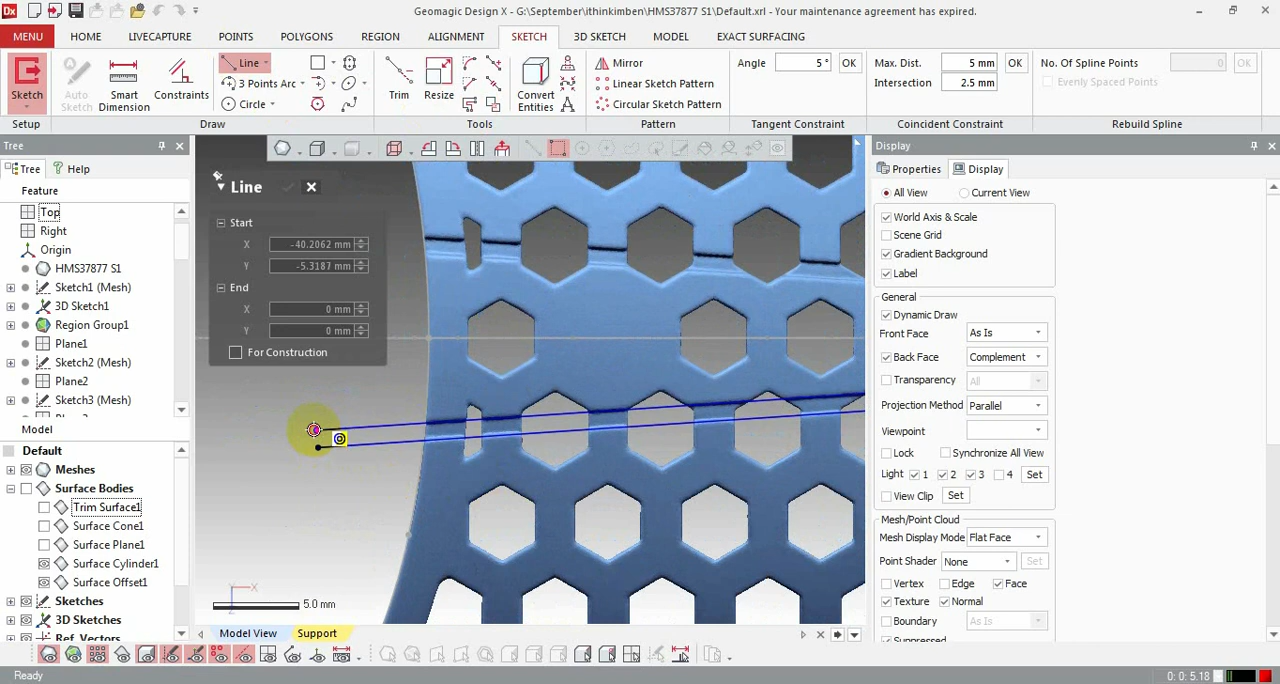 Dx
Geomagic Design X - G:\September\ithinkimben\HMS37877 S1\Default.xrl - Your maintenance agreement has expired.
MENU HOME LIVECAPTURE POINTS POLYGONS REGION ALIGNMENT SKETCH 3D SKETCH MODEL EXACT SURFACING
Line Mirror Angle 5 ° OK Max. Dist. 5 mm OK No. Of Spline Points 0 OK
3 Points Arc Linear Sketch Pattern Intersection 2.5 mm Evenly Spaced Points
Sketch Auto Sketch Smart Dimension Constraints Circle Trim Resize Convert Entities Circular Sketch Pattern
Setup Draw Tools Pattern Tangent Constraint Coincident Constraint Rebuild Spline
Tree
Tree Help
Feature
Top
Right
Origin
HMS37877 S1
Sketch1 (Mesh)
3D Sketch1
Region Group1
Plane1
Sketch2 (Mesh)
Plane2
Sketch3 (Mesh)
Model
Default
Meshes
Surface Bodies
Trim Surface1
Surface Cone1
Surface Plane1
Surface Cylinder1
Surface Offset1
Sketches
3D Sketches
Ref. Vectors
Line
Start
X -40.2062 mm
Y -5.3187 mm
End
X 0 mm
Y 0 mm
For Construction
X
5.0 mm
Model View Support
Display
Properties Display
All View Current View
World Axis & Scale
Scene Grid
Gradient Background
Label
General
Dynamic Draw
Front Face As Is
Back Face Complement
Transparency All
Projection Method Parallel
Viewpoint
Lock Synchronize All View
Light 1 2 3 4 Set
View Clip Set
Mesh/Point Cloud
Mesh Display Mode Flat Face
Point Shader None Set
Vertex Edge Face
Texture Normal
Boundary As Is
Ready
0: 0: 5.18